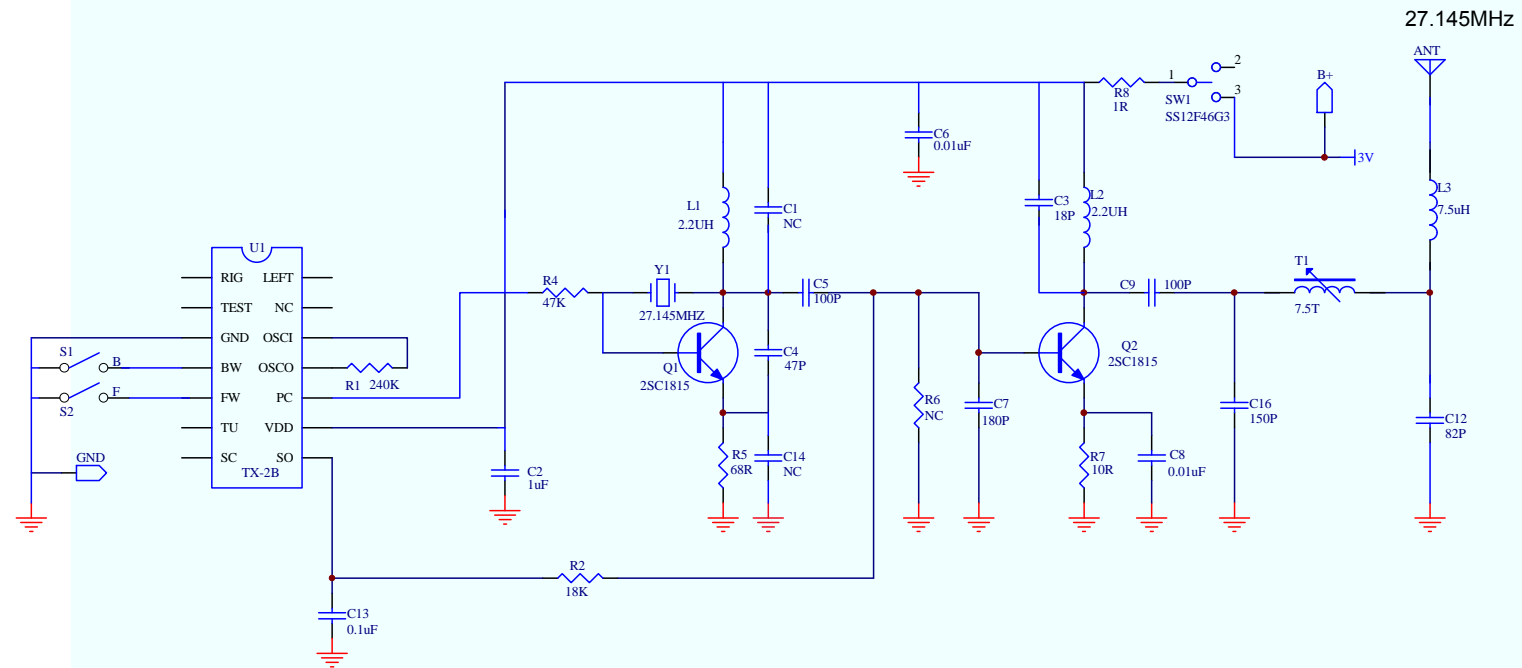 27.145MHz
ANT
B+
2
1
3
R8
1R
SW1
SS12F46G3
3V
C6
0.01uF
L1
2.2UH
C1
NC
C3
18P
L2
2.2UH
L3
7.5uH
U1
RIG LEFT
TEST NC
GND OSCI
BW OSCO
FW PC
TU VDD
SC SO
TX-2B
S1
B
F
S2
GND
R1 240K
R4
47K
Y1
27.145MHZ
C5
100P
C9 100P
T1
7.5T
Q1
2SC1815
C4
47P
Q2
2SC1815
R6
NC
C7
180P
C16
150P
C12
82P
C2
1uF
R5
68R
C14
NC
R7
10R
C8
0.01uF
R2
18K
C13
0.1uF